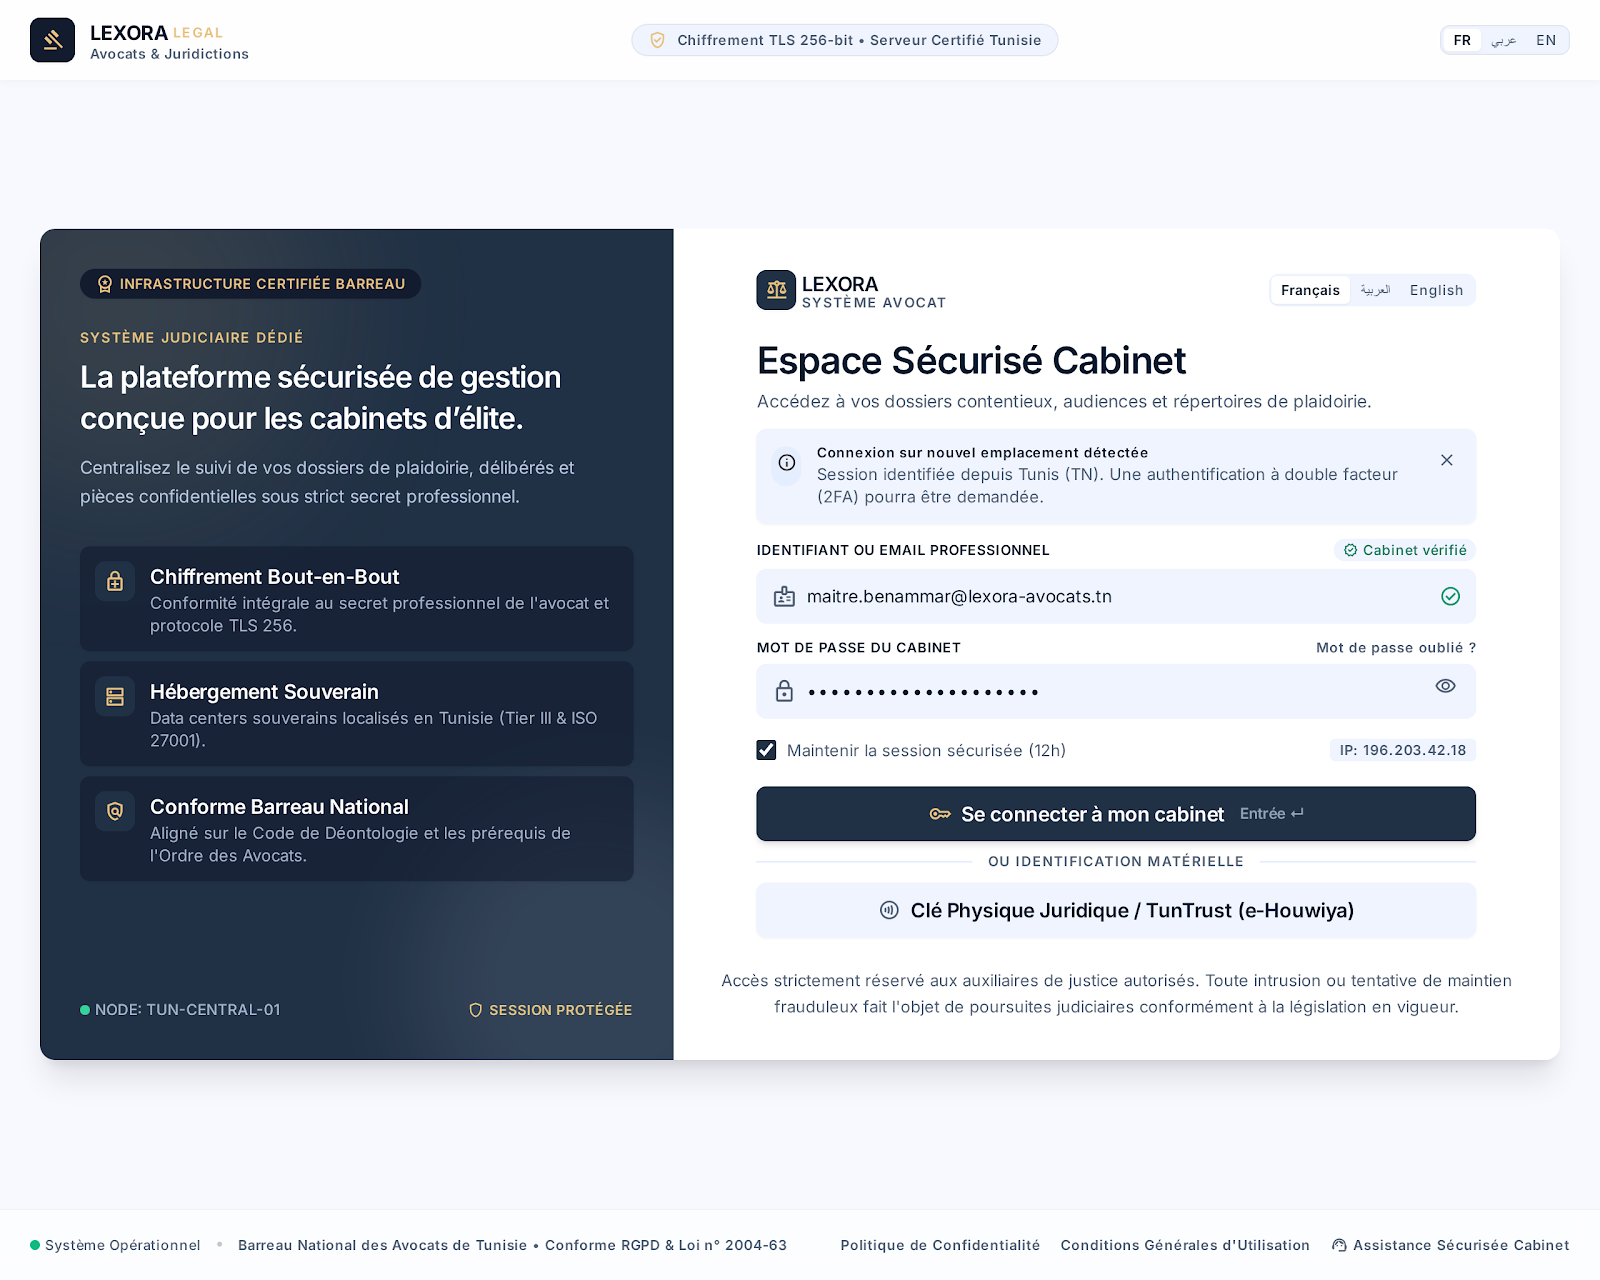 LEXORA LEGAL
Avocats & Juridictions
Chiffrement TLS 256-bit • Serveur Certifié Tunisie
FR عربي EN
INFRASTRUCTURE CERTIFIÉE BARREAU
SYSTÈME JUDICIAIRE DÉDIÉ
La plateforme sécurisée de gestion
conçue pour les cabinets d’élite.
Centralisez le suivi de vos dossiers de plaidoirie, délibérés et
pièces confidentielles sous strict secret professionnel.
Chiffrement Bout-en-Bout
Conformité intégrale au secret professionnel de l'avocat et
protocole TLS 256.
Hébergement Souverain
Data centers souverains localisés en Tunisie (Tier III & ISO
27001).
Conforme Barreau National
Aligné sur le Code de Déontologie et les prérequis de
l'Ordre des Avocats.
NODE: TUN-CENTRAL-01
SESSION PROTÉGÉE
LEXORA
SYSTÈME AVOCAT
Français العربية English
Espace Sécurisé Cabinet
Accédez à vos dossiers contentieux, audiences et répertoires de plaidoirie.
Connexion sur nouvel emplacement détectée
Session identifiée depuis Tunis (TN). Une authentification à double facteur
(2FA) pourra être demandée.
IDENTIFIANT OU EMAIL PROFESSIONNEL
Cabinet vérifié
maitre.benammar@lexora-avocats.tn
MOT DE PASSE DU CABINET
Mot de passe oublié ?
••••••••••••••••••••
Maintenir la session sécurisée (12h)
IP: 196.203.42.18
Se connecter à mon cabinet Entrée ↵
OU IDENTIFICATION MATÉRIELLE
Clé Physique Juridique / TunTrust (e-Houwiya)
Accès strictement réservé aux auxiliaires de justice autorisés. Toute intrusion ou tentative de maintien
frauduleux fait l'objet de poursuites judiciaires conformément à la législation en vigueur.
Système Opérationnel • Barreau National des Avocats de Tunisie • Conforme RGPD & Loi n° 2004-63
Politique de Confidentialité Conditions Générales d'Utilisation Assistance Sécurisée Cabinet